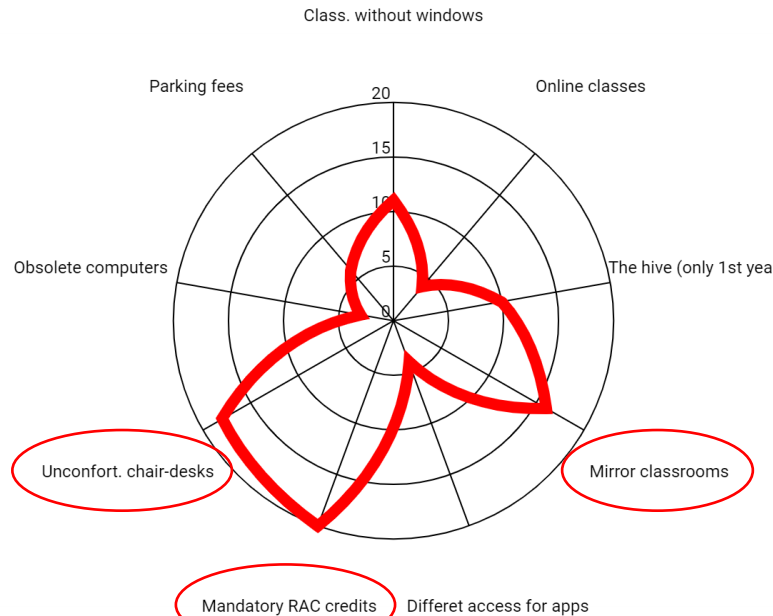 Class. without windows
Parking fees
Online classes
20
15
10
5
0
Obsolete computers
The hive (only 1st yea
Unconfort. chair-desks
Mirror classrooms
Mandatory RAC credits
Differet access for apps